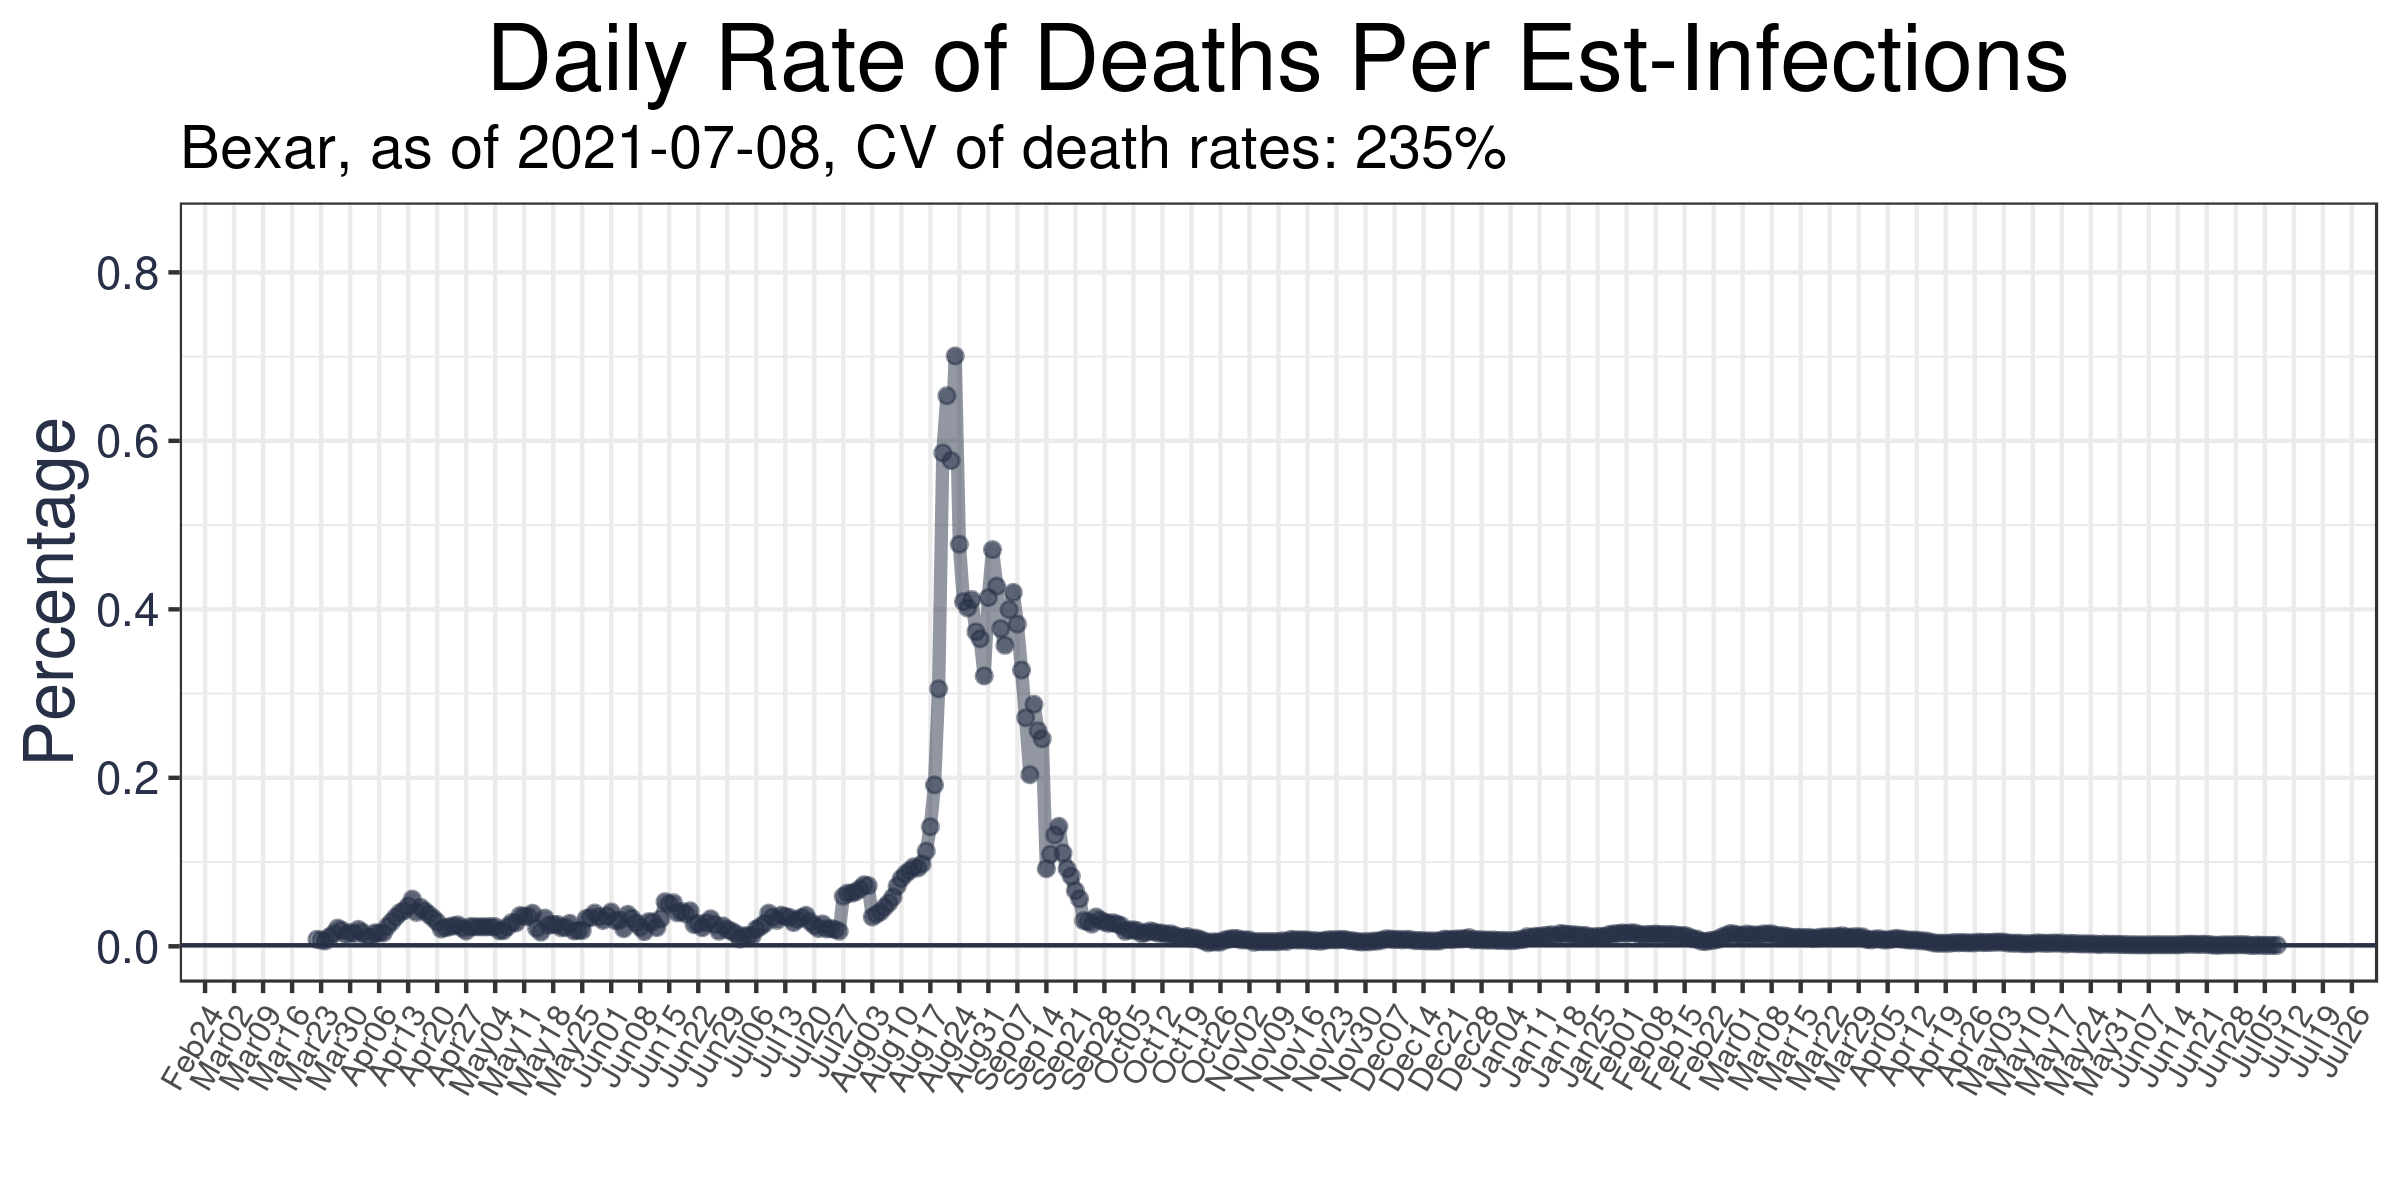 Daily Rate of Deaths Per Est-Infections
Bexar, as of 2021-07-08, CV of death rates: 235%
Percentage
0.8
0.6
0.4
0.2
0.0
Feb24
Mar02
Mar09
Mar16
Mar23
Mar30
Apr06
Apr13
Apr20
Apr27
May04
May11
May18
May25
Jun01
Jun08
Jun15
Jun22
Jun29
Jul06
Jul13
Jul20
Jul27
Aug03
Aug10
Aug17
Aug24
Aug31
Sep07
Sep14
Sep21
Sep28
Oct05
Oct12
Oct19
Oct26
Nov02
Nov09
Nov16
Nov23
Nov30
Dec07
Dec14
Dec21
Dec28
Jan04
Jan11
Jan18
Jan25
Feb01
Feb08
Feb15
Feb22
Mar01
Mar08
Mar15
Mar22
Mar29
Apr05
Apr12
Apr19
Apr26
May03
May10
May17
May24
May31
Jun07
Jun14
Jun21
Jun28
Jul05
Jul12
Jul19
Jul26